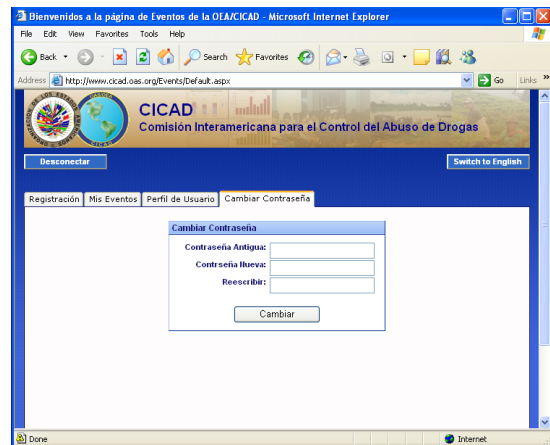 Bienvenidos a la página de Eventos de la OEA/CICAD - Microsoft Internet Explorer
File Edit View Favorites Tools Help
Back Search Favorites
Address http://www.cicad.oas.org/Events/Default.aspx Go Links »
CICAD
Comisión Interamericana para el Control del Abuso de Drogas
Desconectar Switch to English
Registración Mis Eventos Perfil de Usuario Cambiar Contraseña
Cambiar Contraseña
Contraseña Antigua:
Contrseña Nueva:
Reescribir:
Cambiar
Done Internet